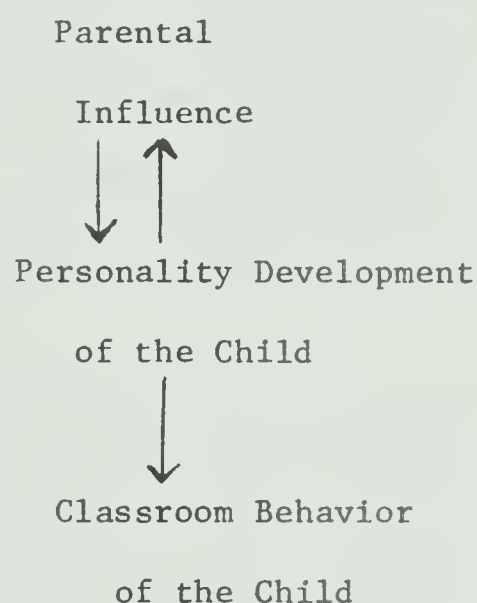 Parental
Influence
Personality Development
of the Child
Classroom Behavior
of the Child